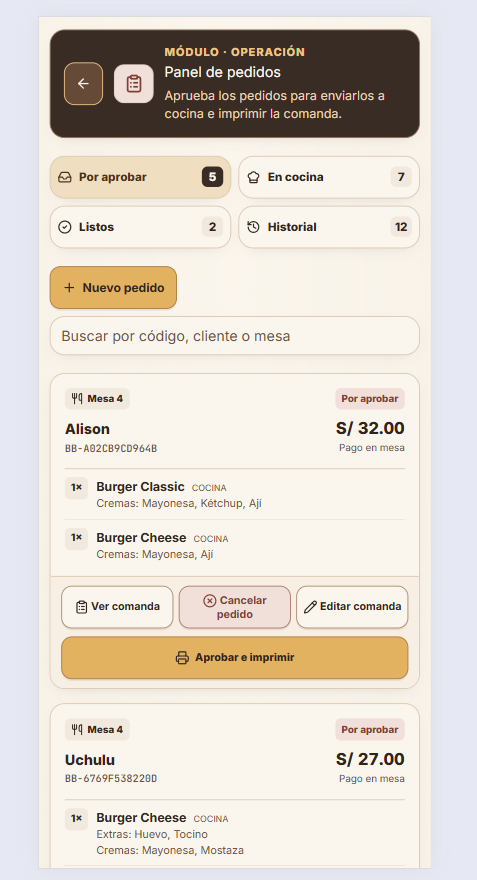 MÓDULO · OPERACIÓN
Panel de pedidos
Aprueba los pedidos para enviarlos a
cocina e imprimir la comanda.
Por aprobar 5
En cocina 7
Listos 2
Historial 12
Nuevo pedido
Buscar por código, cliente o mesa
Mesa 4 Por aprobar
Alison S/ 32.00
BB-A02CB9CD964B Pago en mesa
1× Burger Classic COCINA
Cremas: Mayonesa, Kétchup, Ají
1× Burger Cheese COCINA
Cremas: Mayonesa, Ají
Ver comanda
Cancelar
pedido
Editar comanda
Aprobar e imprimir
Mesa 4 Por aprobar
Uchulu S/ 27.00
BB-6769F538220D Pago en mesa
1× Burger Cheese COCINA
Extras: Huevo, Tocino
Cremas: Mayonesa, Mostaza